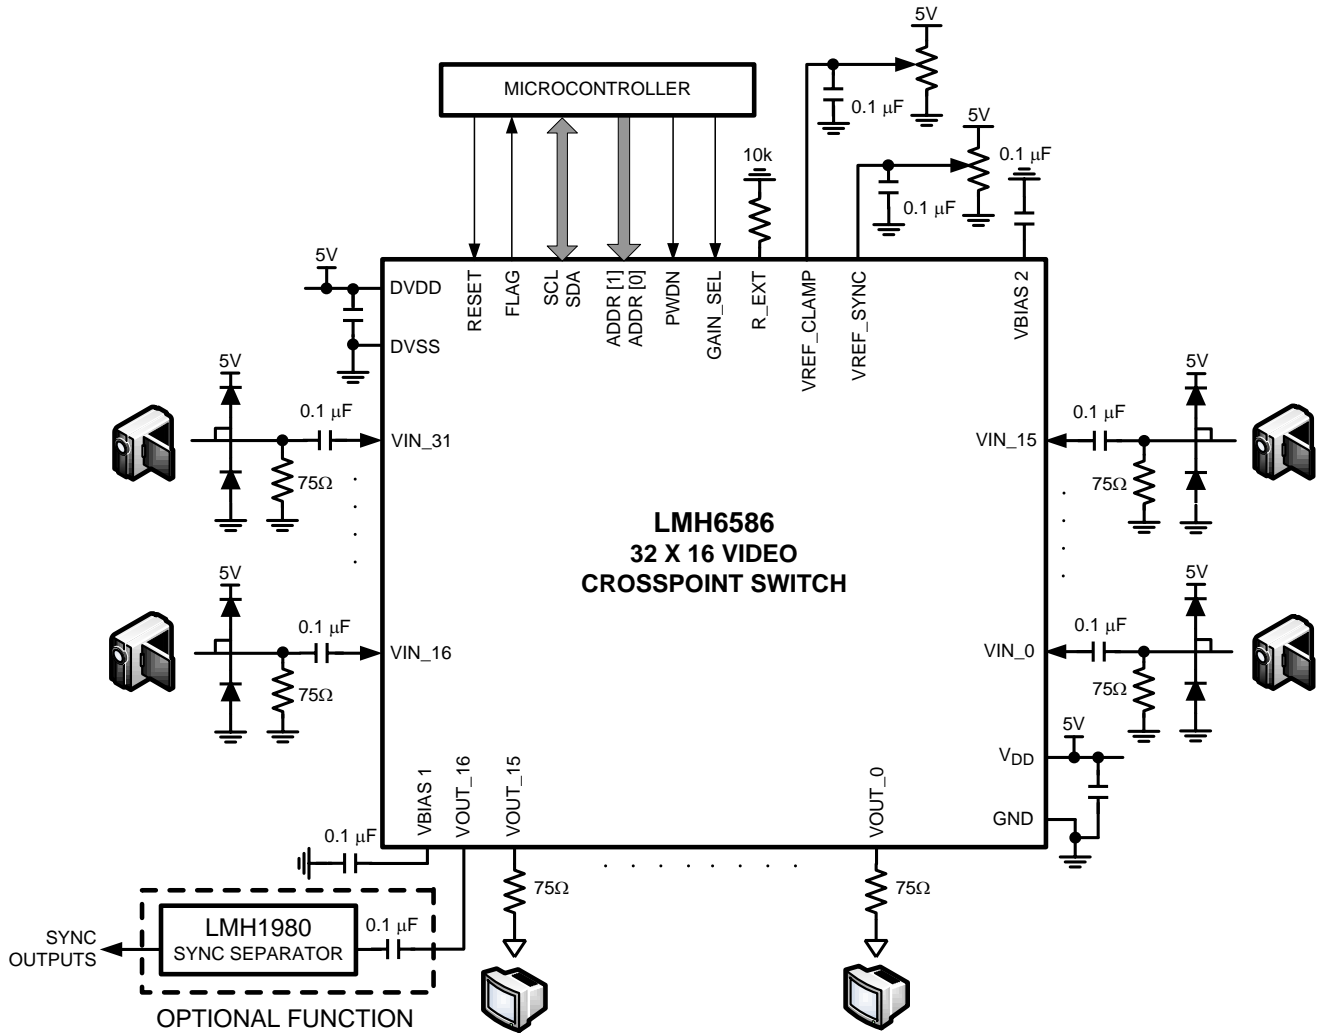 5V
MICROCONTROLLER
0.1 μF
5V
10k
0.1 μF
0.1 μF
5V
DVDD
DVSS
RESET
FLAG
SCL
SDA
ADDR [1]
ADDR [0]
PWDN
GAIN_SEL
R_EXT
VREF_CLAMP
VREF_SYNC
VBIAS 2
5V
0.1 μF
VIN_31
75Ω
5V
0.1 μF
VIN_15
75Ω
LMH6586
32 X 16 VIDEO
CROSSPOINT SWITCH
5V
0.1 μF
VIN_16
75Ω
5V
0.1 μF
VIN_0
75Ω
5V
VDD
GND
VBIAS 1
VOUT_16
VOUT_15
VOUT_0
0.1 μF
75Ω
75Ω
LMH1980
SYNC SEPARATOR
0.1 μF
SYNC
OUTPUTS
OPTIONAL FUNCTION